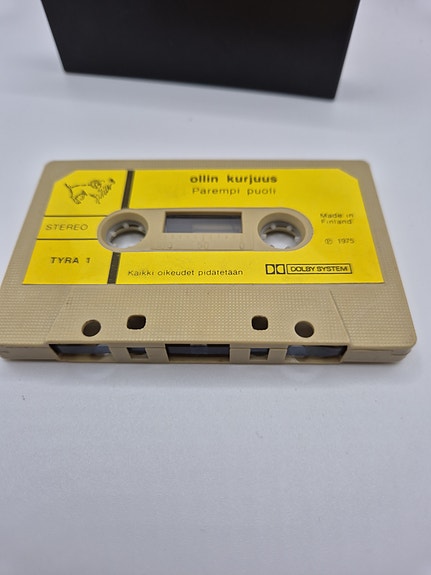 ollin kurjuus
Parempi puoli
STEREO
Made in
Finland
℗ 1975
TYRA 1
Kaikki oikeudet pidätetään
DOLBY SYSTEM